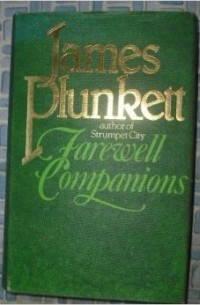 James
Plunkett
author of
Strumpet City
Farewell
Companions